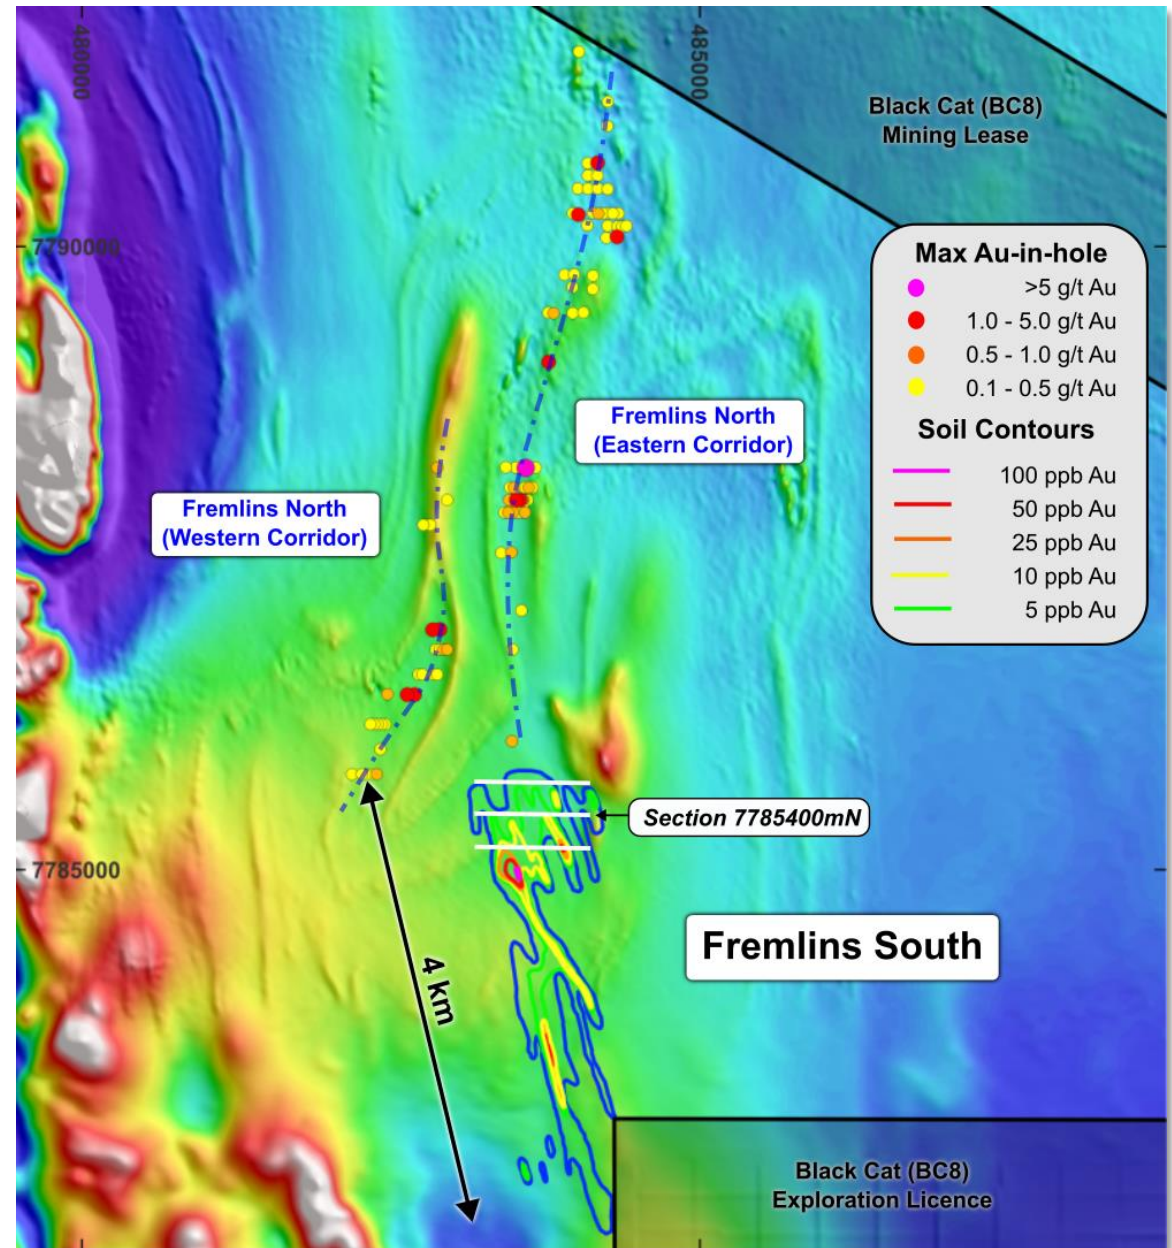 480000
485000
Black Cat (BC8)
Mining Lease
7790000
Max Au-in-hole
>5 g/t Au
1.0 - 5.0 g/t Au
0.5 - 1.0 g/t Au
0.1 - 0.5 g/t Au
Soil Contours
100 ppb Au
50 ppb Au
25 ppb Au
10 ppb Au
5 ppb Au
Fremlins North
(Eastern Corridor)
Fremlins North
(Western Corridor)
Section 7785400mN
7785000
Fremlins South
4 km
Black Cat (BC8)
Exploration Licence